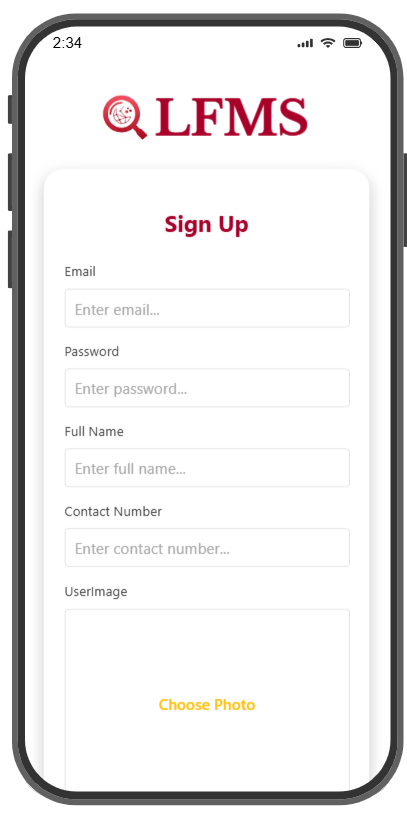 2:34
LFMS
Sign Up
Email
Enter email...
Password
Enter password...
Full Name
Enter full name...
Contact Number
Enter contact number...
UserImage
Choose Photo